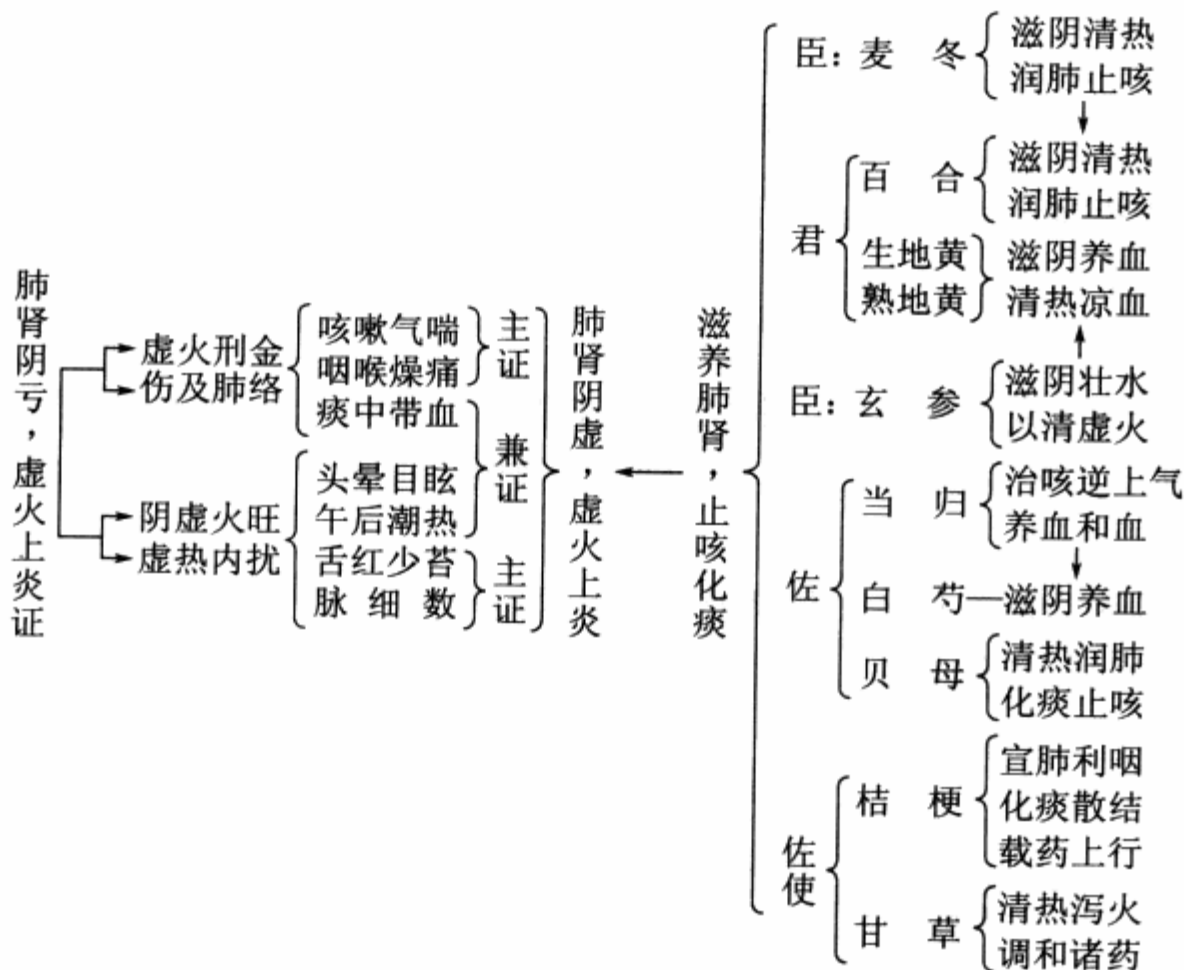 肺肾阴亏，虚火上炎证
虚火刑金
伤及肺络
阴虚火旺
虚热内扰
咳嗽气喘
咽喉燥痛
痰中带血
头晕目眩
午后潮热
舌红少苔
脉细数
主证
兼证
主证
肺肾阴虚，虚火上炎
滋养肺肾，止咳化痰
臣：麦冬
滋阴清热
润肺止咳
君
百合
滋阴清热
润肺止咳
生地黄
熟地黄
滋阴养血
清热凉血
臣：玄参
滋阴壮水
以清虚火
佐
当归
治咳逆上气
养血和血
白芍
滋阴养血
贝母
清热润肺
化痰止咳
佐使
桔梗
宣肺利咽
化痰散结
载药上行
甘草
清热泻火
调和诸药